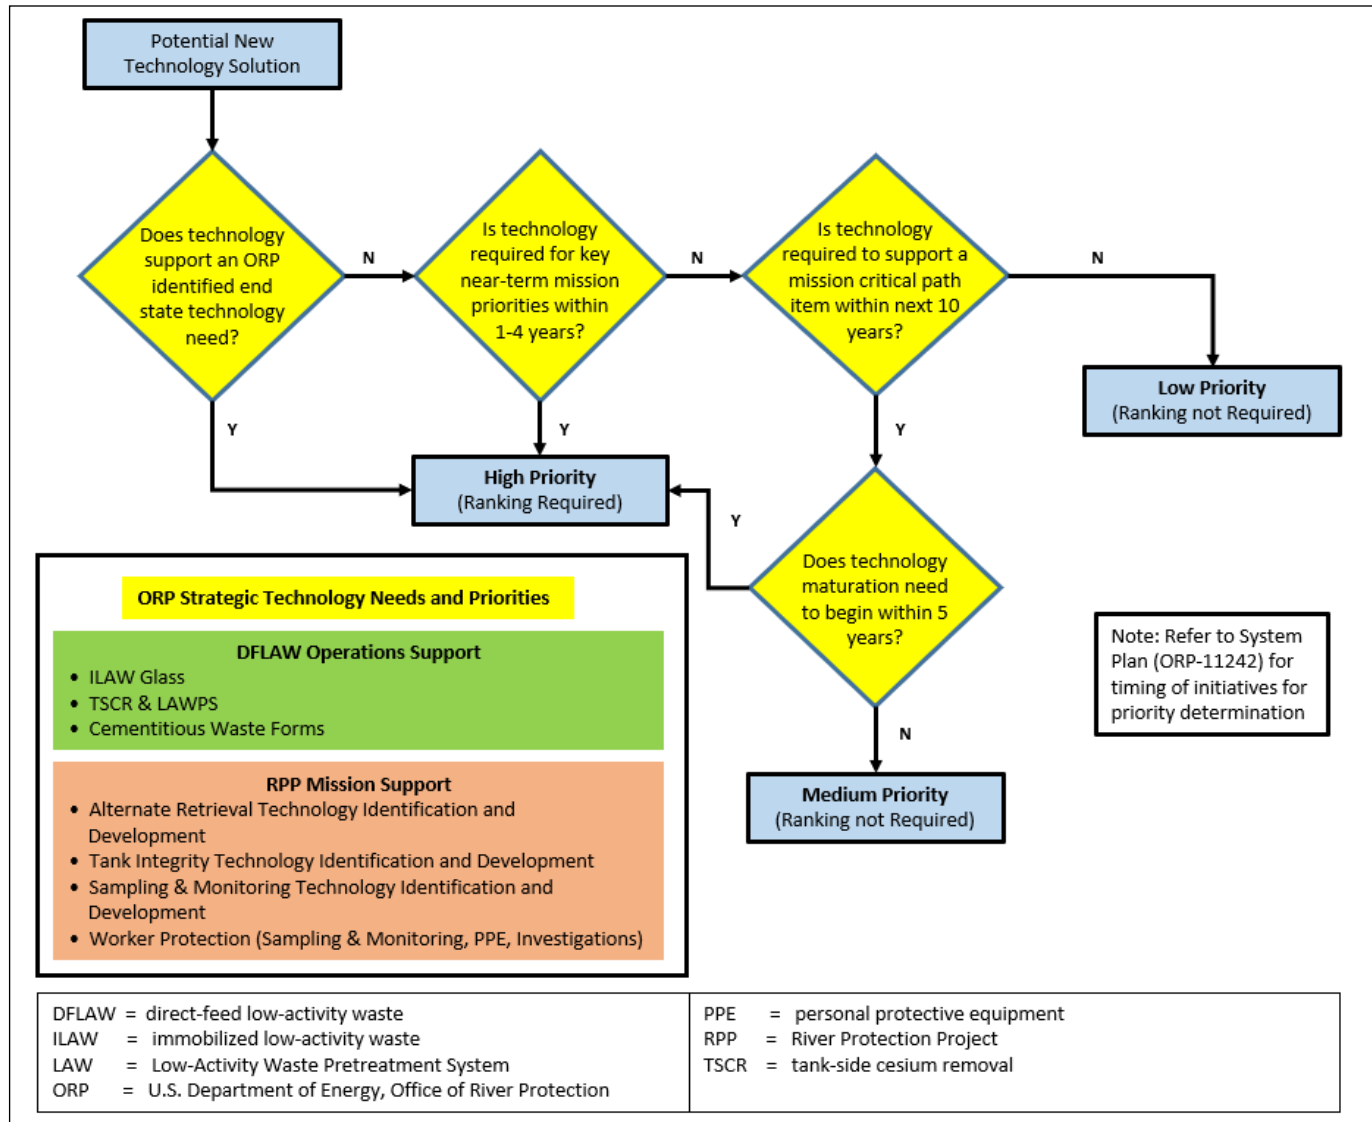 Potential New
Technology Solution
Does technology
support an ORP
identified end
state technology
need?
N
Is technology
required for key
near-term mission
priorities within
1-4 years?
N
Is technology
required to support a
mission critical path
item within next 10
years?
N
Low Priority
(Ranking not Required)
Y
Y
Y
High Priority
(Ranking Required)
Y
Does technology
maturation need
to begin within 5
years?
N
Medium Priority
(Ranking not Required)
Note: Refer to System
Plan (ORP-11242) for
timing of initiatives for
priority determination
ORP Strategic Technology Needs and Priorities
DFLAW Operations Support
• ILAW Glass
• TSCR & LAWPS
• Cementitious Waste Forms
RPP Mission Support
• Alternate Retrieval Technology Identification and
Development
• Tank Integrity Technology Identification and Development
• Sampling & Monitoring Technology Identification and
Development
• Worker Protection (Sampling & Monitoring, PPE, Investigations)
DFLAW = direct-feed low-activity waste
ILAW = immobilized low-activity waste
LAW = Low-Activity Waste Pretreatment System
ORP = U.S. Department of Energy, Office of River Protection
PPE = personal protective equipment
RPP = River Protection Project
TSCR = tank-side cesium removal